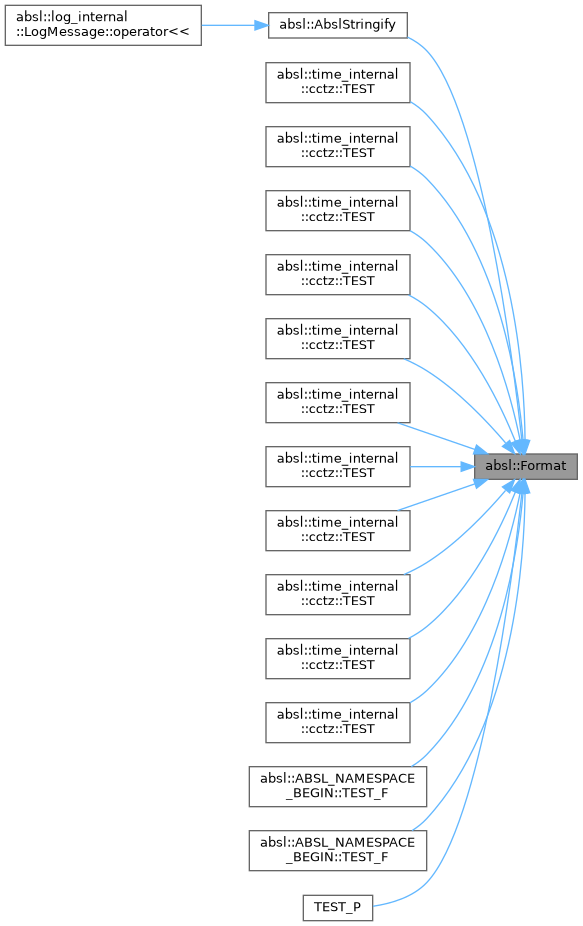 absl::log_internal
::LogMessage::operator<<
absl::AbslStringify
absl::time_internal
::cctz::TEST
absl::time_internal
::cctz::TEST
absl::time_internal
::cctz::TEST
absl::time_internal
::cctz::TEST
absl::time_internal
::cctz::TEST
absl::time_internal
::cctz::TEST
absl::time_internal
::cctz::TEST
absl::Format
absl::time_internal
::cctz::TEST
absl::time_internal
::cctz::TEST
absl::time_internal
::cctz::TEST
absl::time_internal
::cctz::TEST
absl::ABSL_NAMESPACE
_BEGIN::TEST_F
absl::ABSL_NAMESPACE
_BEGIN::TEST_F
TEST_P